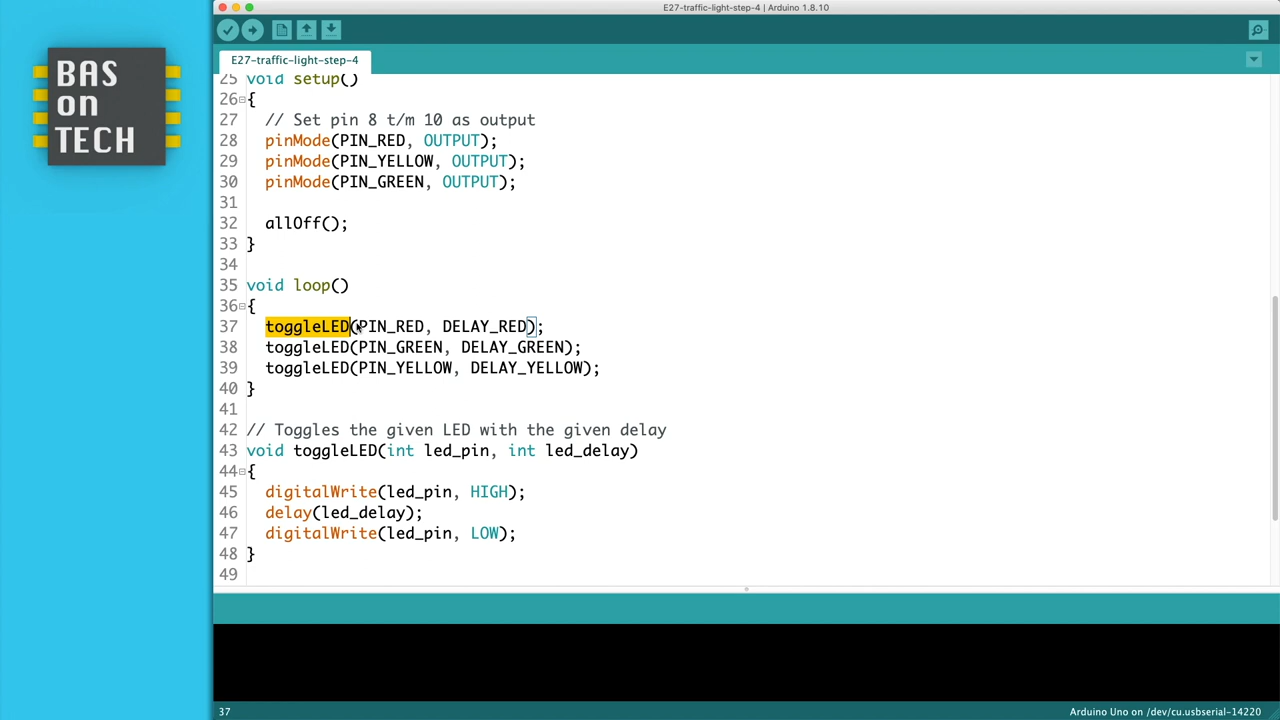 E27-traffic-light-step-4 | Arduino 1.8.10
BAS
on
TECH
E27-traffic-light-step-4
25 void setup()
26 {
27 // Set pin 8 t/m 10 as output
28 pinMode(PIN_RED, OUTPUT);
29 pinMode(PIN_YELLOW, OUTPUT);
30 pinMode(PIN_GREEN, OUTPUT);
31
32 allOff();
33 }
34
35 void loop()
36 {
37 toggleLED(PIN_RED, DELAY_RED);
38 toggleLED(PIN_GREEN, DELAY_GREEN);
39 toggleLED(PIN_YELLOW, DELAY_YELLOW);
40 }
41
42 // Toggles the given LED with the given delay
43 void toggleLED(int led_pin, int led_delay)
44 {
45 digitalWrite(led_pin, HIGH);
46 delay(led_delay);
47 digitalWrite(led_pin, LOW);
48 }
49
37
Arduino Uno on /dev/cu.usbserial-14220